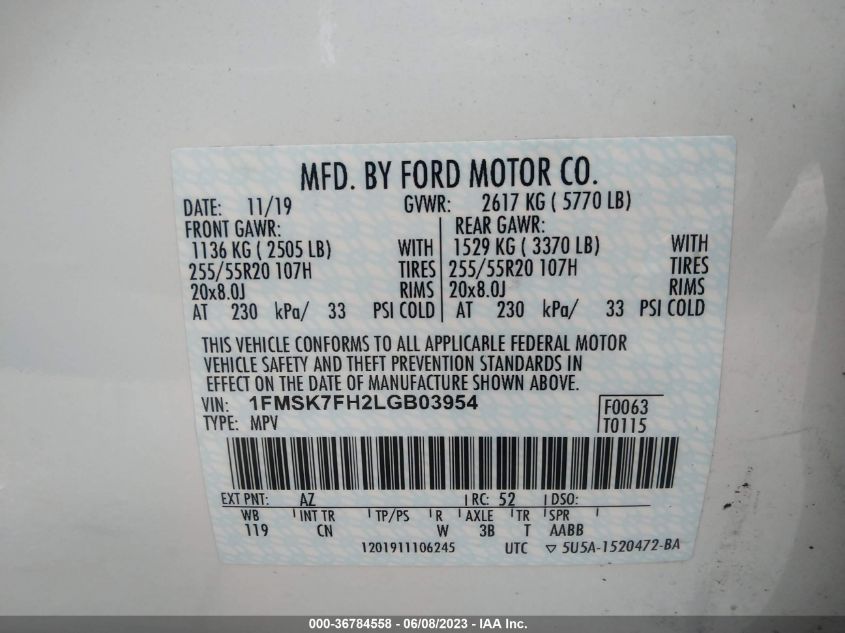 MFD. BY FORD MOTOR CO.
DATE: 11/19 GVWR: 2617 KG ( 5770 LB)
FRONT GAWR: REAR GAWR:
1136 KG ( 2505 LB) WITH 1529 KG ( 3370 LB) WITH
255/55R20 107H TIRES 255/55R20 107H TIRES
20x8.0J RIMS 20x8.0J RIMS
AT 230 kPa/ 33 PSI COLD AT 230 kPa/ 33 PSI COLD
THIS VEHICLE CONFORMS TO ALL APPLICABLE FEDERAL MOTOR
VEHICLE SAFETY AND THEFT PREVENTION STANDARDS IN
EFFECT ON THE DATE OF MANUFACTURE SHOWN ABOVE.
VIN: 1FMSK7FH2LGB03954 F0063
TYPE: MPV T0115
EXT PNT: AZ RC: 52 DSO:
WB INT TR TP/PS R AXLE TR SPR
119 CN W 3B T AABB
1201911106245 UTC ▽ 5U5A-1520472-BA
000-36784558 - 06/08/2023 - IAA Inc.